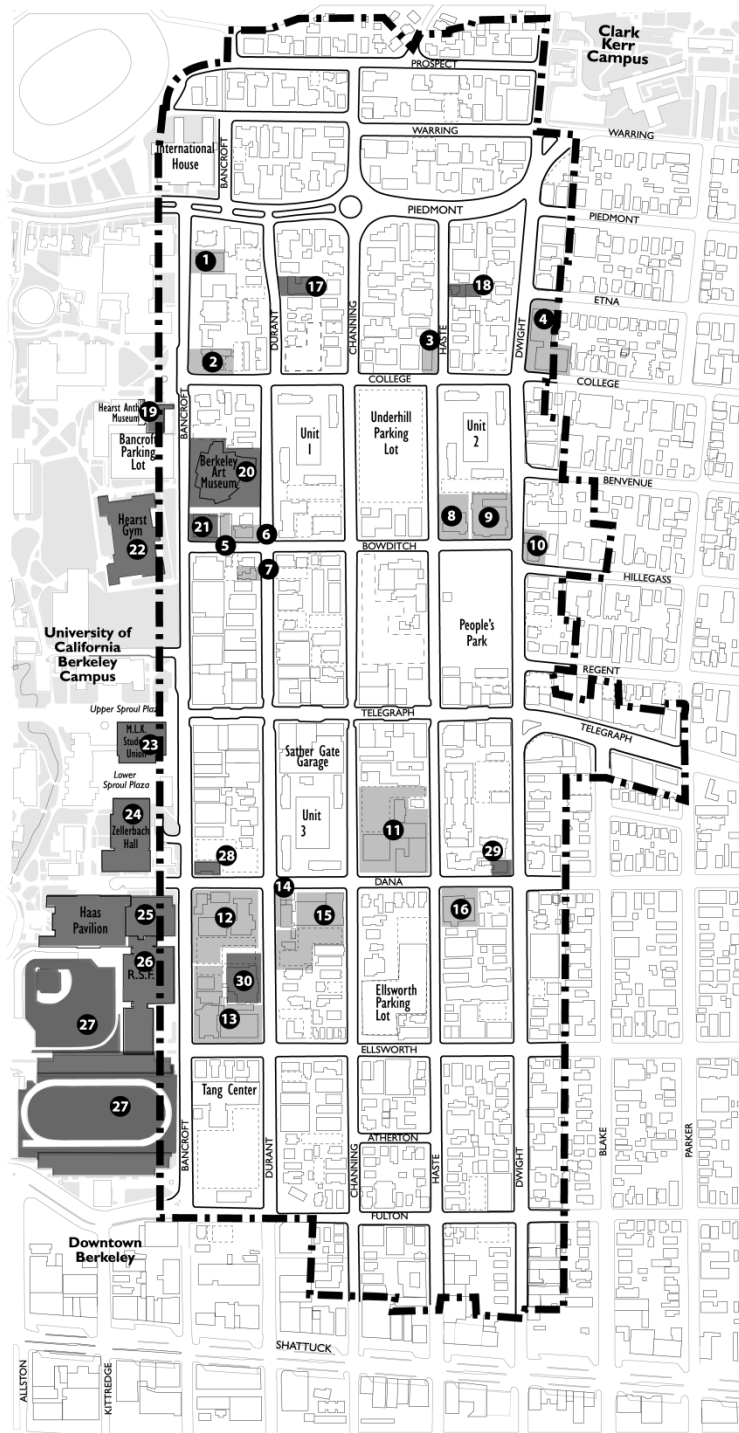 Clark
Kerr
Campus
PROSPECT
WARRING
WARRING
International
House
BANCROFT
PIEDMONT
PIEDMONT
1
17
18
ETNA
DURANT
CHANNING
3
HASTE
DWIGHT
4
2
COLLEGE
COLLEGE
Hearst Anth
Museum
19
BANCROFT
Bancroft
Parking
Lot
Unit
1
Underhill
Parking
Lot
Unit
2
Berkeley
Art
Museum
20
BENVENUE
Hearst
Gym
22
21
5
6
8
9
10
BOWDITCH
7
HILLEGASS
University of
California
Berkeley
Campus
People's
Park
REGENT
Upper Sproul Plaz
TELEGRAPH
TELEGRAPH
M.L.K.
Stude
Union
23
Sather Gate
Garage
Lower
Sproul Plaza
24
Zellerbach
Hall
Unit
3
11
28
29
DANA
14
Haas
Pavilion
25
12
15
16
26
R.S.F.
30
Ellsworth
Parking
Lot
27
13
ELLSWORTH
27
Tang Center
BANCROFT
DURANT
CHANNING
ATHERTON
HASTE
DWIGHT
BLAKE
PARKER
FULTON
Downtown
Berkeley
SHATTUCK
ALLSTON
KITTREDGE